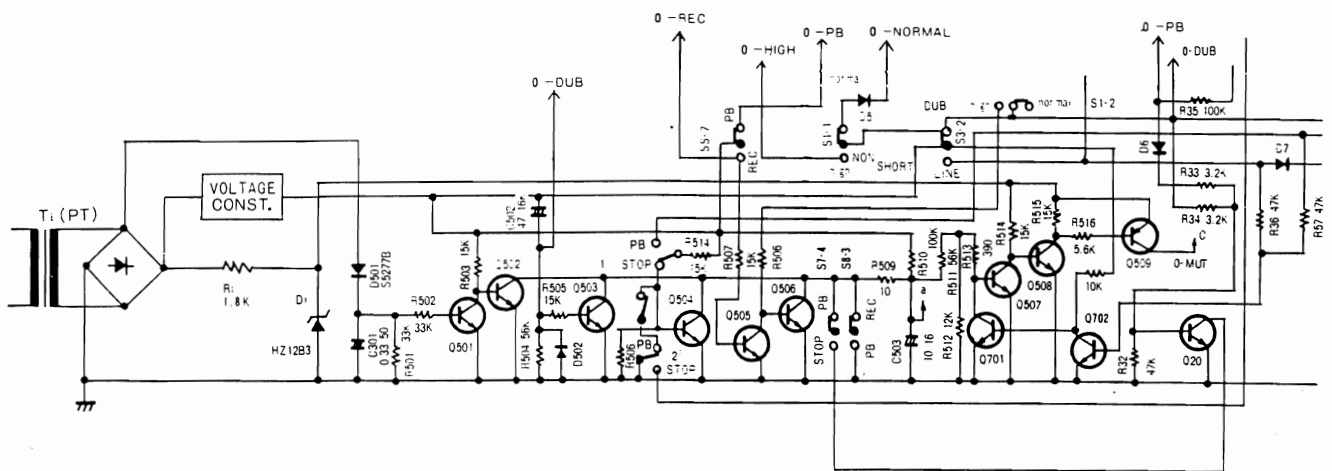 0-REC
0-HIGH
0-PB
0-NORMAL
0-DUB
0-PB
0-DUB
R35 100K
S1-2
normal
DUB
D5
PB
S5-7
REC
S1-1
NON
SHORT
S3-2
LINE
D6
D7
R33 3.2K
R34 3.2K
R36 47K
R57 47K
T1 (PT)
VOLTAGE
CONST.
R1
1.8K
D1
HZ12B3
D501
S5277B
C301
0.33 50
R501
33K
R502
33K
R503 15K
Q501
Q502
C502
47 16
R505
15K
R504 56K
D502
Q503
1
PB
STOP
R514
15K
R506
PB
2
STOP
Q504
R507
15K
R506
Q505
Q506
S7-4
S8-3
PB
STOP
REC
PB
R509
10
R510
100K
a
C503
10 16
R511 56K
R512 12K
R513
390
R514
15K
R515
15K
R516
5.6K
Q507
Q508
Q509
C
0-MUT
10K
Q701
Q702
R32
47K
Q20